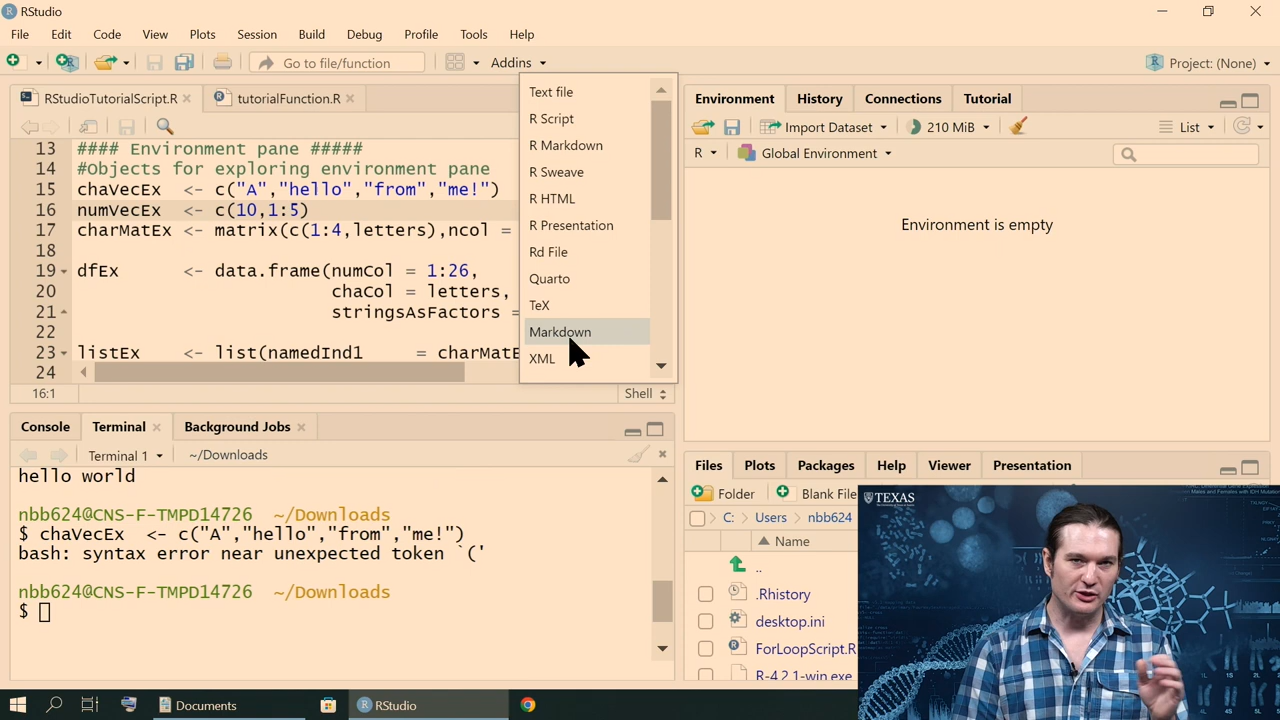 RStudio
File Edit Code View Plots Session Build Debug Profile Tools Help
Go to file/function Addins Project: (None)
RStudioTutorialScript.R tutorialFunction.R
13 #### Environment pane #####
14 #Objects for exploring environment pane
15 chaVecEx <- c("A","hello","from","me!")
16 numVecEx <- c(10,1:5)
17 charMatEx <- matrix(c(1:4,letters),ncol =
18
19 dfEx <- data.frame(numCol = 1:26,
20 chaCol = letters,
21 stringsAsFactors =
22
23 listEx <- list(namedInd1 = charMatE
24
16:1 Shell
Text file
R Script
R Markdown
R Sweave
R HTML
R Presentation
Rd File
Quarto
TeX
Markdown
XML
Environment History Connections Tutorial
Import Dataset 210 MiB List
R Global Environment
Environment is empty
Console Terminal Background Jobs
Terminal 1 ~/Downloads
hello world
nbb624@CNS-F-TMPD14726 ~/Downloads
$ chaVecEx <- c("A","hello","from","me!")
bash: syntax error near unexpected token `('
nbb624@CNS-F-TMPD14726 ~/Downloads
$
Files Plots Packages Help Viewer Presentation
Folder Blank File
C: Users nbb624
Name
..
.Rhistory
desktop.ini
ForLoopScript.R
R-4.2.1-win.exe
TEXAS
Documents RStudio